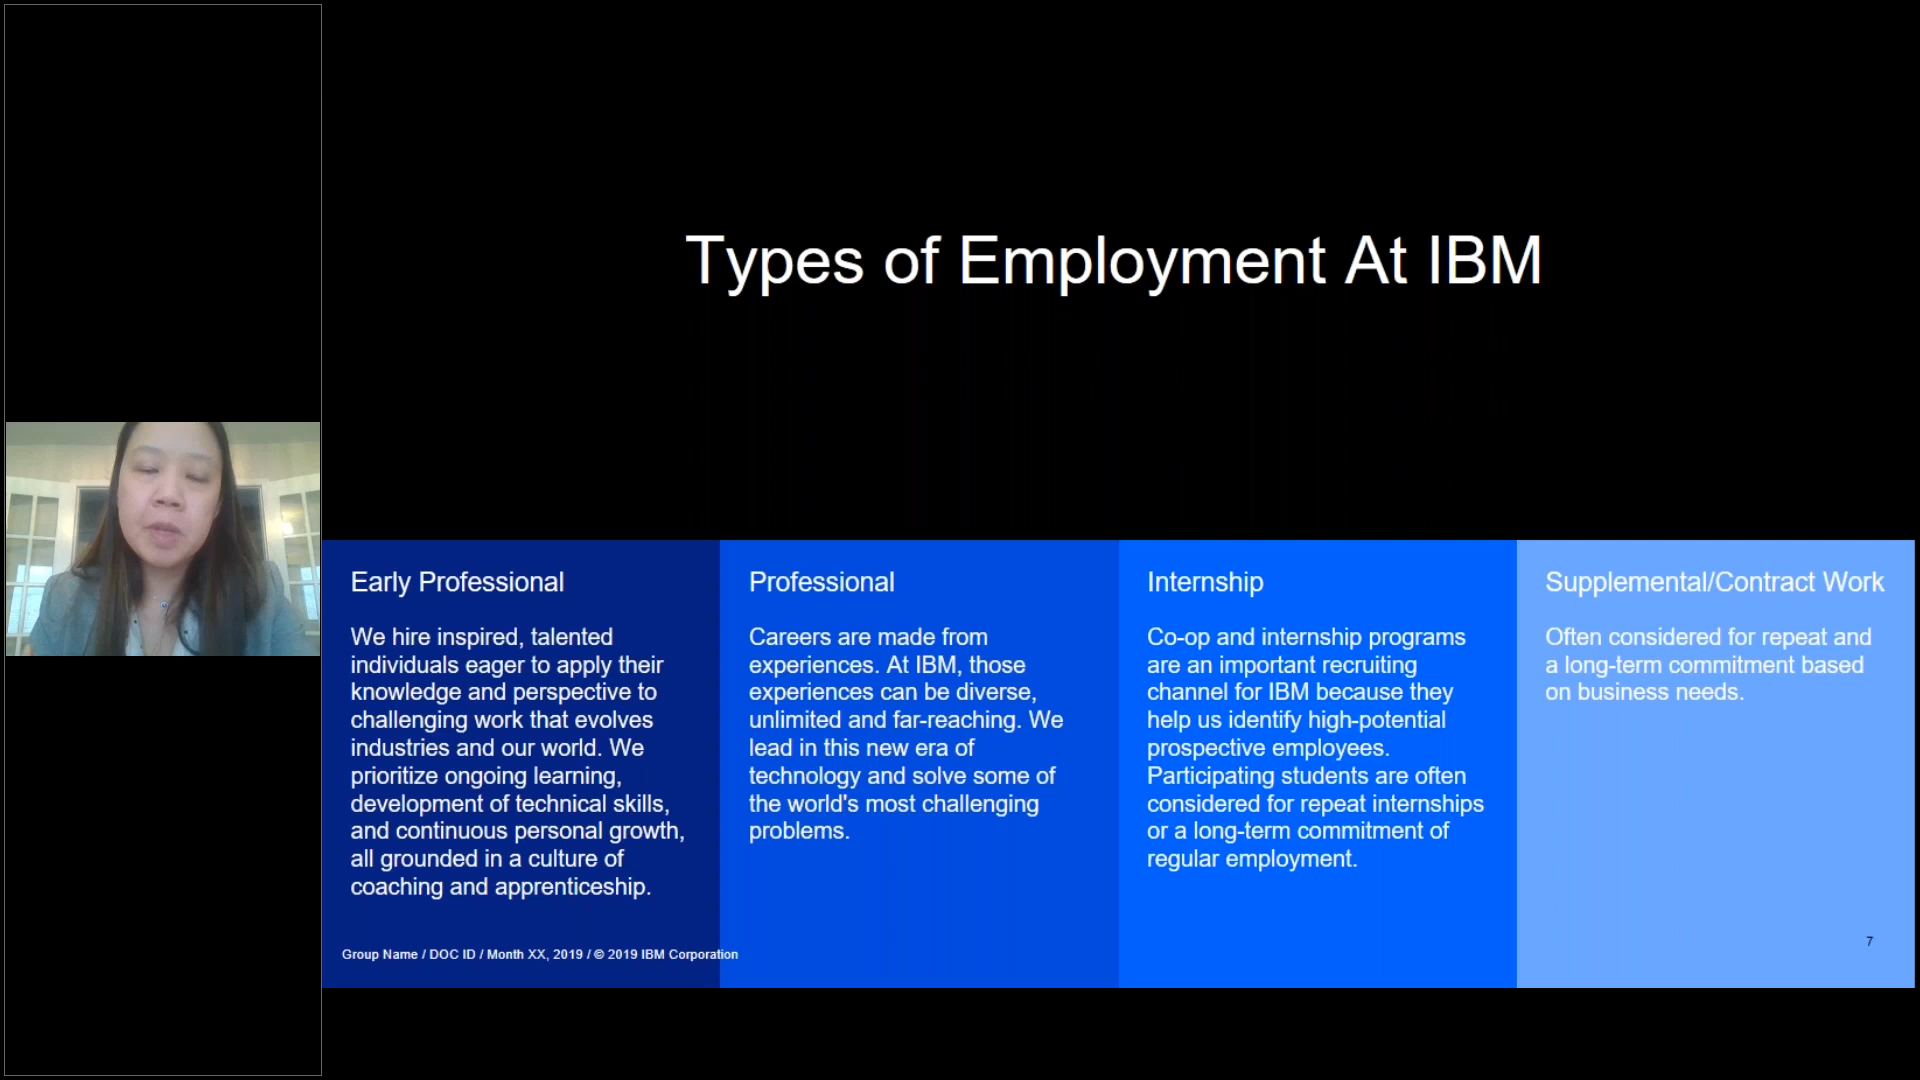 Types of Employment At IBM
Early Professional
We hire inspired, talented
individuals eager to apply their
knowledge and perspective to
challenging work that evolves
industries and our world. We
prioritize ongoing learning,
development of technical skills,
and continuous personal growth,
all grounded in a culture of
coaching and apprenticeship.
Professional
Careers are made from
experiences. At IBM, those
experiences can be diverse,
unlimited and far-reaching. We
lead in this new era of
technology and solve some of
the world's most challenging
problems.
Internship
Co-op and internship programs
are an important recruiting
channel for IBM because they
help us identify high-potential
prospective employees.
Participating students are often
considered for repeat internships
or a long-term commitment of
regular employment.
Supplemental/Contract Work
Often considered for repeat and
a long-term commitment based
on business needs.
Group Name / DOC ID / Month XX, 2019 / © 2019 IBM Corporation
7